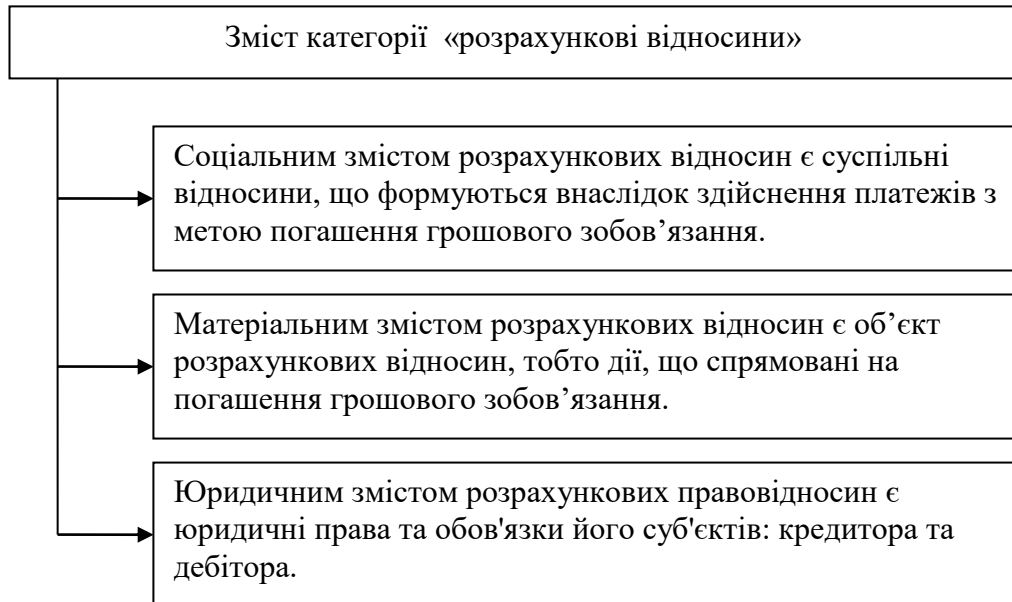 Зміст категорії «розрахункові відносини»
Соціальним змістом розрахункових відносин є суспільні
відносини, що формуються внаслідок здійснення платежів з
метою погашення грошового зобов’язання.
Матеріальним змістом розрахункових відносин є об’єкт
розрахункових відносин, тобто дії, що спрямовані на
погашення грошового зобов’язання.
Юридичним змістом розрахункових правовідносин є
юридичні права та обов'язки його суб'єктів: кредитора та
дебітора.